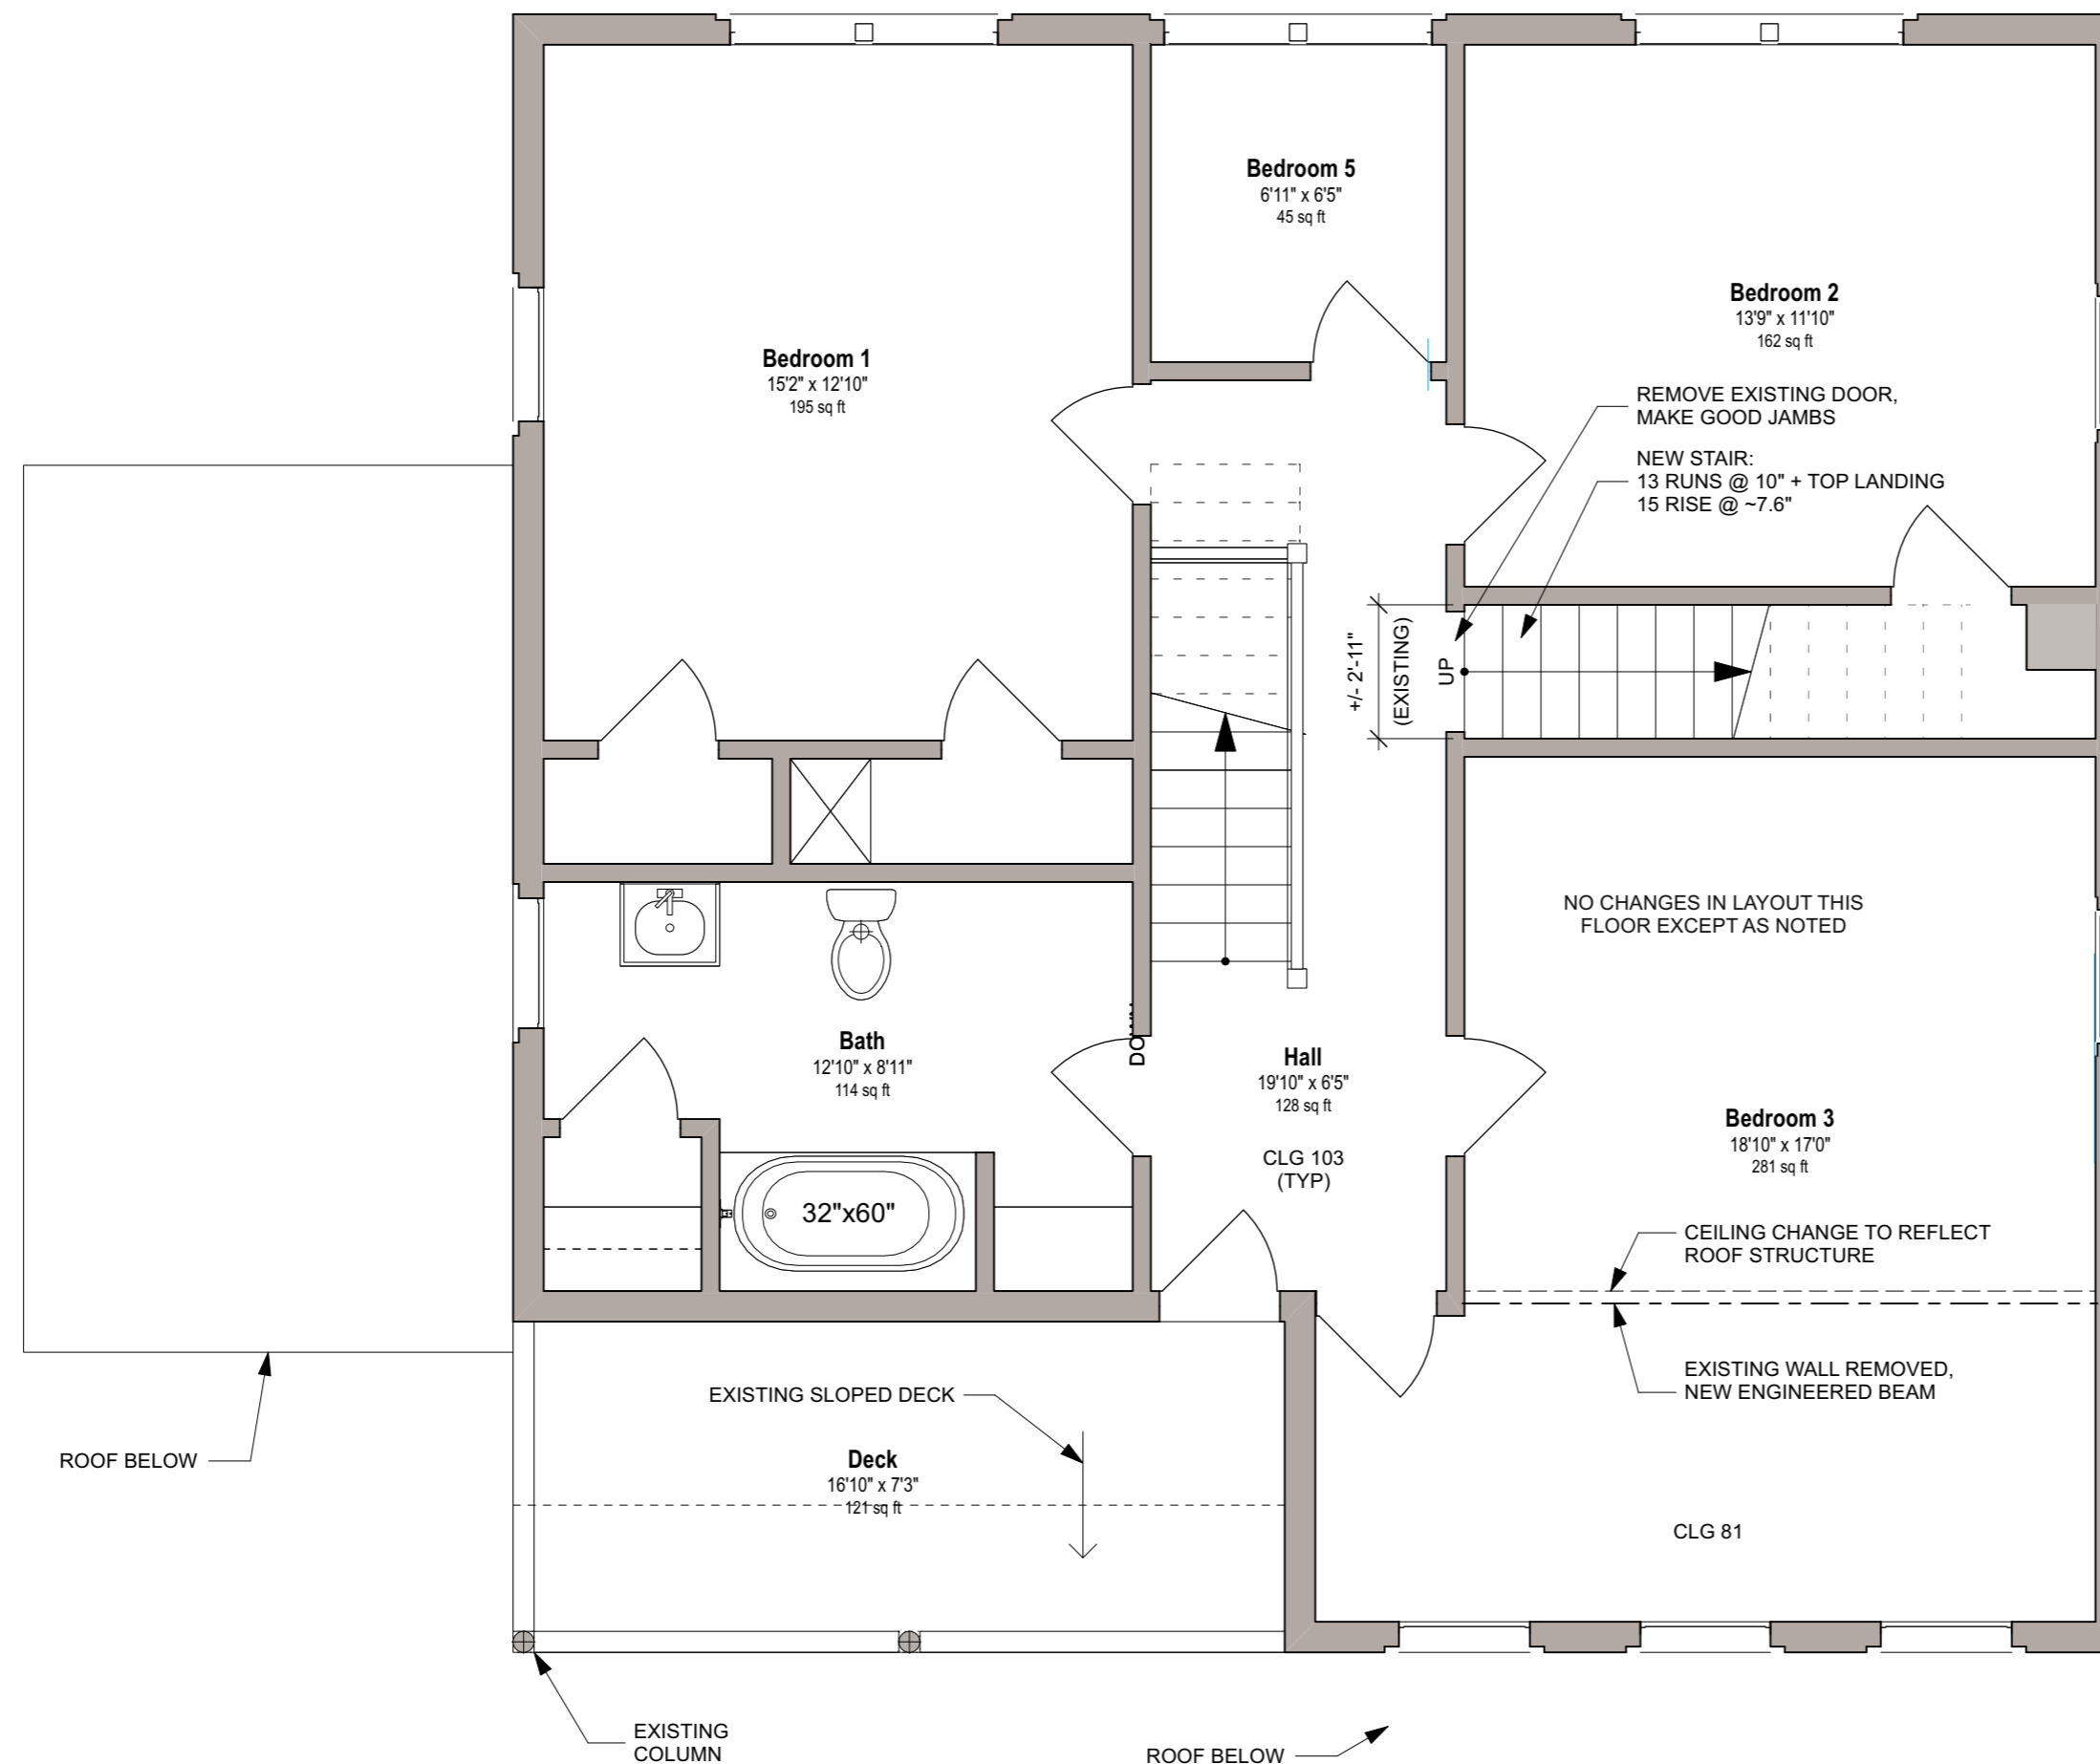 Bedroom 5
6'11" x 6'5"
45 sq ft
Bedroom 2
13'9" x 11'10"
162 sq ft
Bedroom 1
15'2" x 12'10"
195 sq ft
REMOVE EXISTING DOOR,
MAKE GOOD JAMBS
NEW STAIR:
13 RUNS @ 10" + TOP LANDING
15 RISE @ ~7.6"
+/- 2'-11"
(EXISTING)
UP
NO CHANGES IN LAYOUT THIS
FLOOR EXCEPT AS NOTED
Bath
12'10" x 8'11"
114 sq ft
Hall
19'10" x 6'5"
128 sq ft
CLG 103
(TYP)
Bedroom 3
18'10" x 17'0"
281 sq ft
32"x60"
CEILING CHANGE TO REFLECT
ROOF STRUCTURE
EXISTING WALL REMOVED,
NEW ENGINEERED BEAM
EXISTING SLOPED DECK
Deck
16'10" x 7'3"
121 sq ft
ROOF BELOW
CLG 81
EXISTING
COLUMN
ROOF BELOW